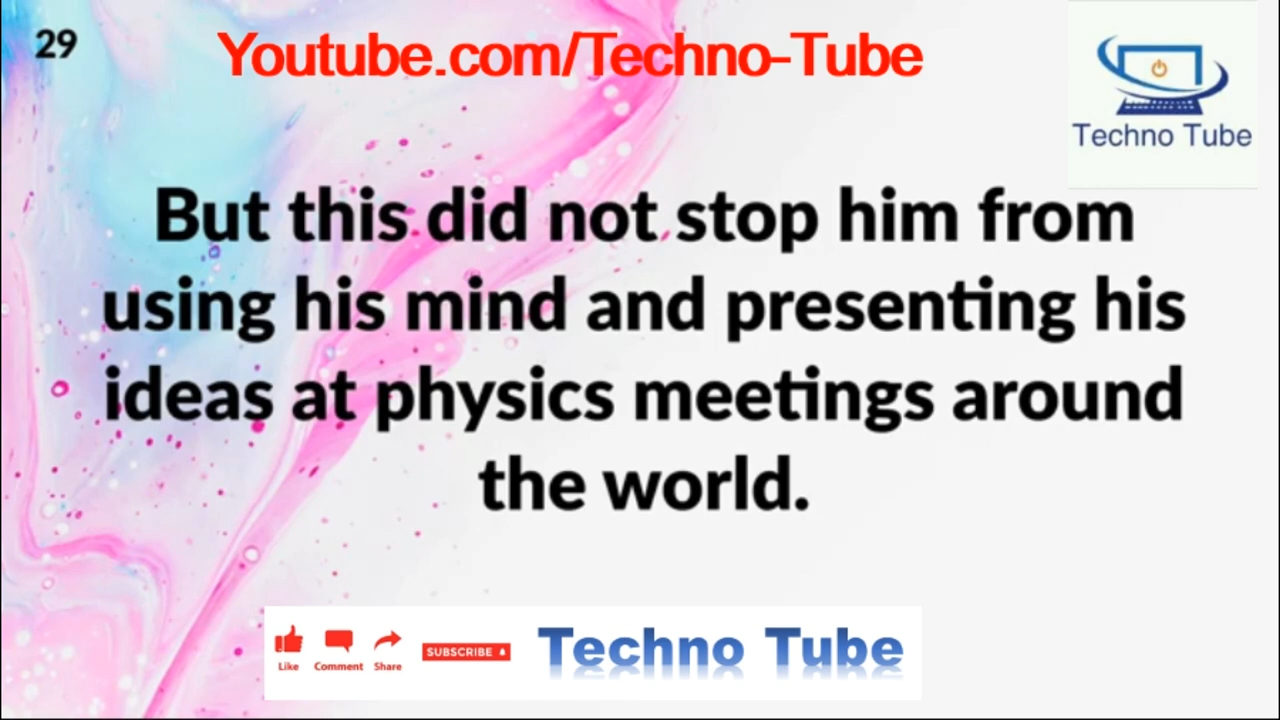 29
Youtube.com/Techno-Tube
Techno Tube
But this did not stop him from
using his mind and presenting his
ideas at physics meetings around
the world.
Like Comment Share
SUBSCRIBE
Techno Tube